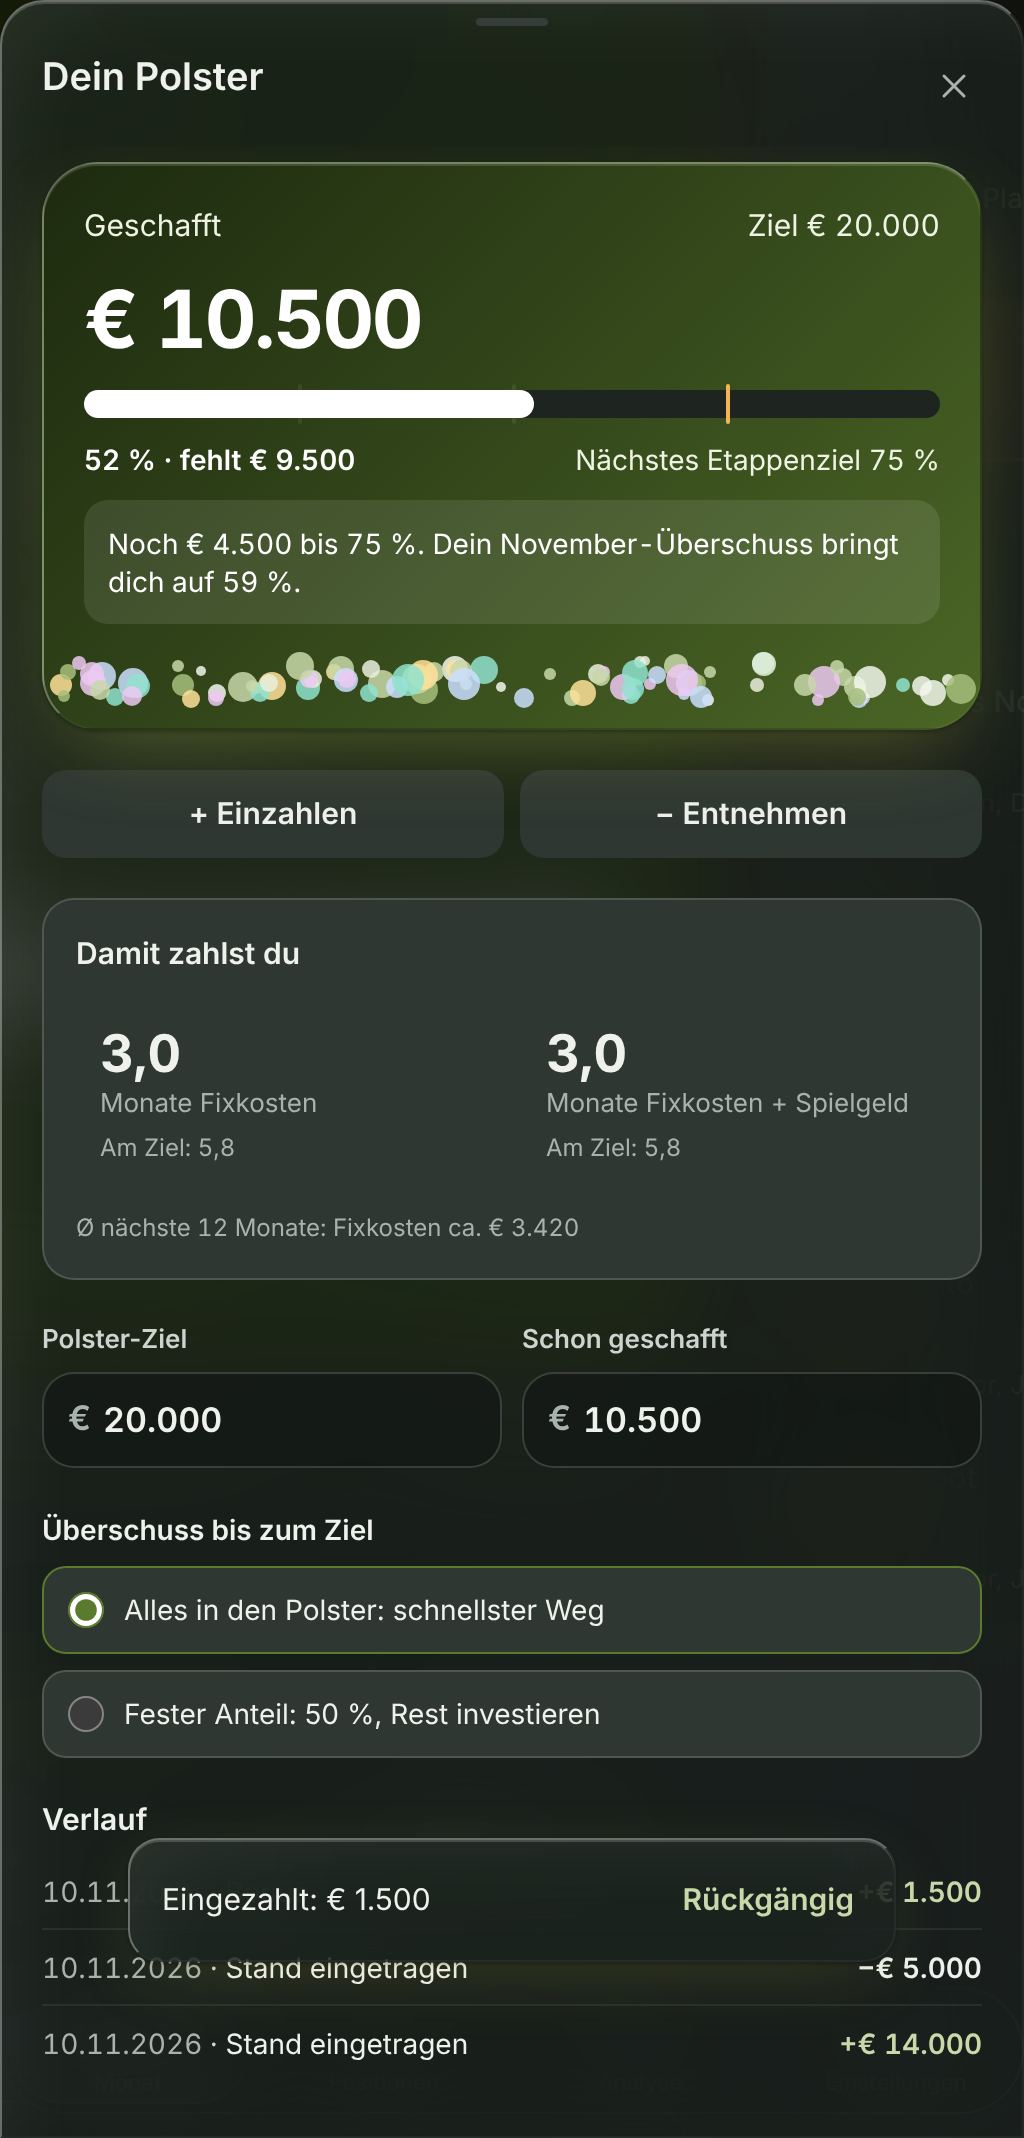 Dein Polster
Geschafft
Ziel € 20.000
€ 10.500
52 % · fehlt € 9.500
Nächstes Etappenziel 75 %
Noch € 4.500 bis 75 %. Dein November-Überschuss bringt
dich auf 59 %.
+ Einzahlen
− Entnehmen
Damit zahlst du
3,0
Monate Fixkosten
Am Ziel: 5,8
3,0
Monate Fixkosten + Spielgeld
Am Ziel: 5,8
Ø nächste 12 Monate: Fixkosten ca. € 3.420
Polster-Ziel
Schon geschafft
€ 20.000
€ 10.500
Überschuss bis zum Ziel
Alles in den Polster: schnellster Weg
Fester Anteil: 50 %, Rest investieren
Verlauf
10.11.
+€ 1.500
Eingezahlt: € 1.500
Rückgängig
10.11.2026 · Stand eingetragen
−€ 5.000
10.11.2026 · Stand eingetragen
+€ 14.000
Monat
Positionen
Analyse
Einstellungen